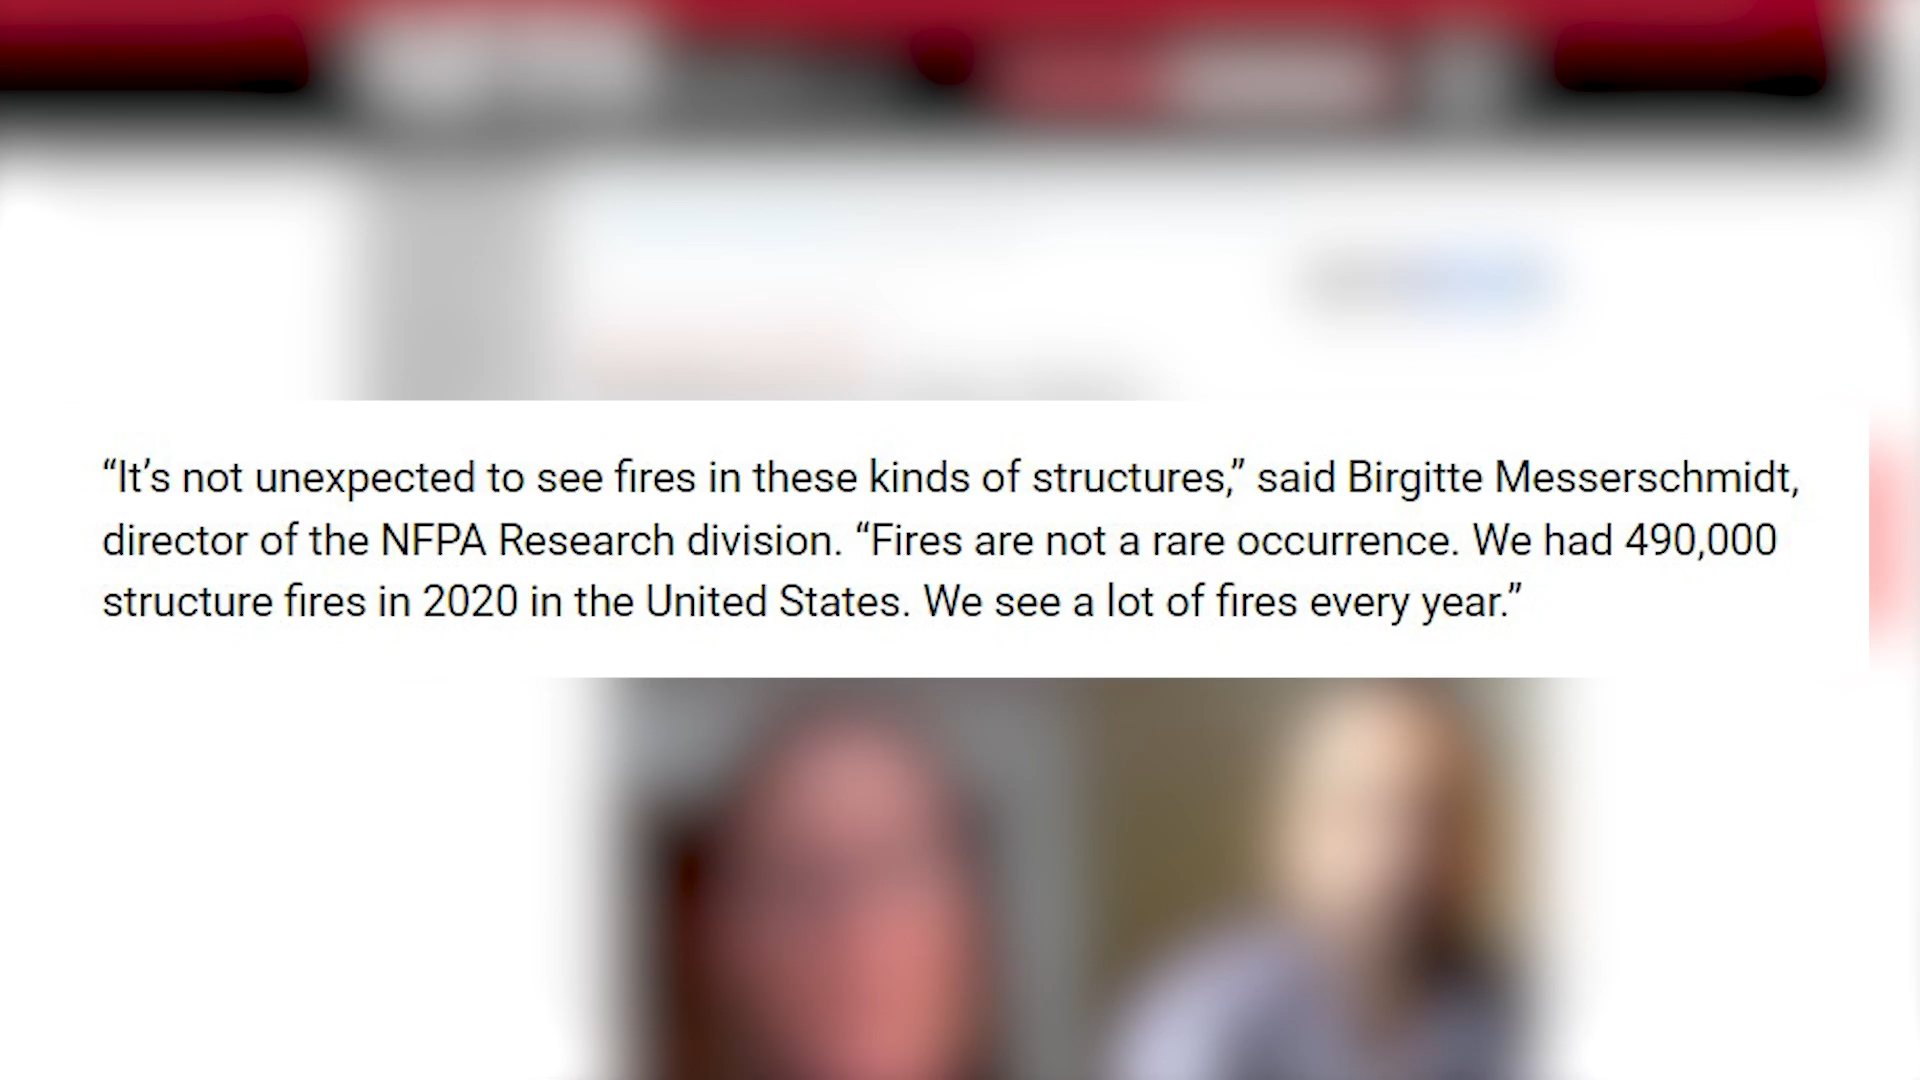 “It’s not unexpected to see fires in these kinds of structures,” said Birgitte Messerschmidt,
director of the NFPA Research division. “Fires are not a rare occurrence. We had 490,000
structure fires in 2020 in the United States. We see a lot of fires every year.”